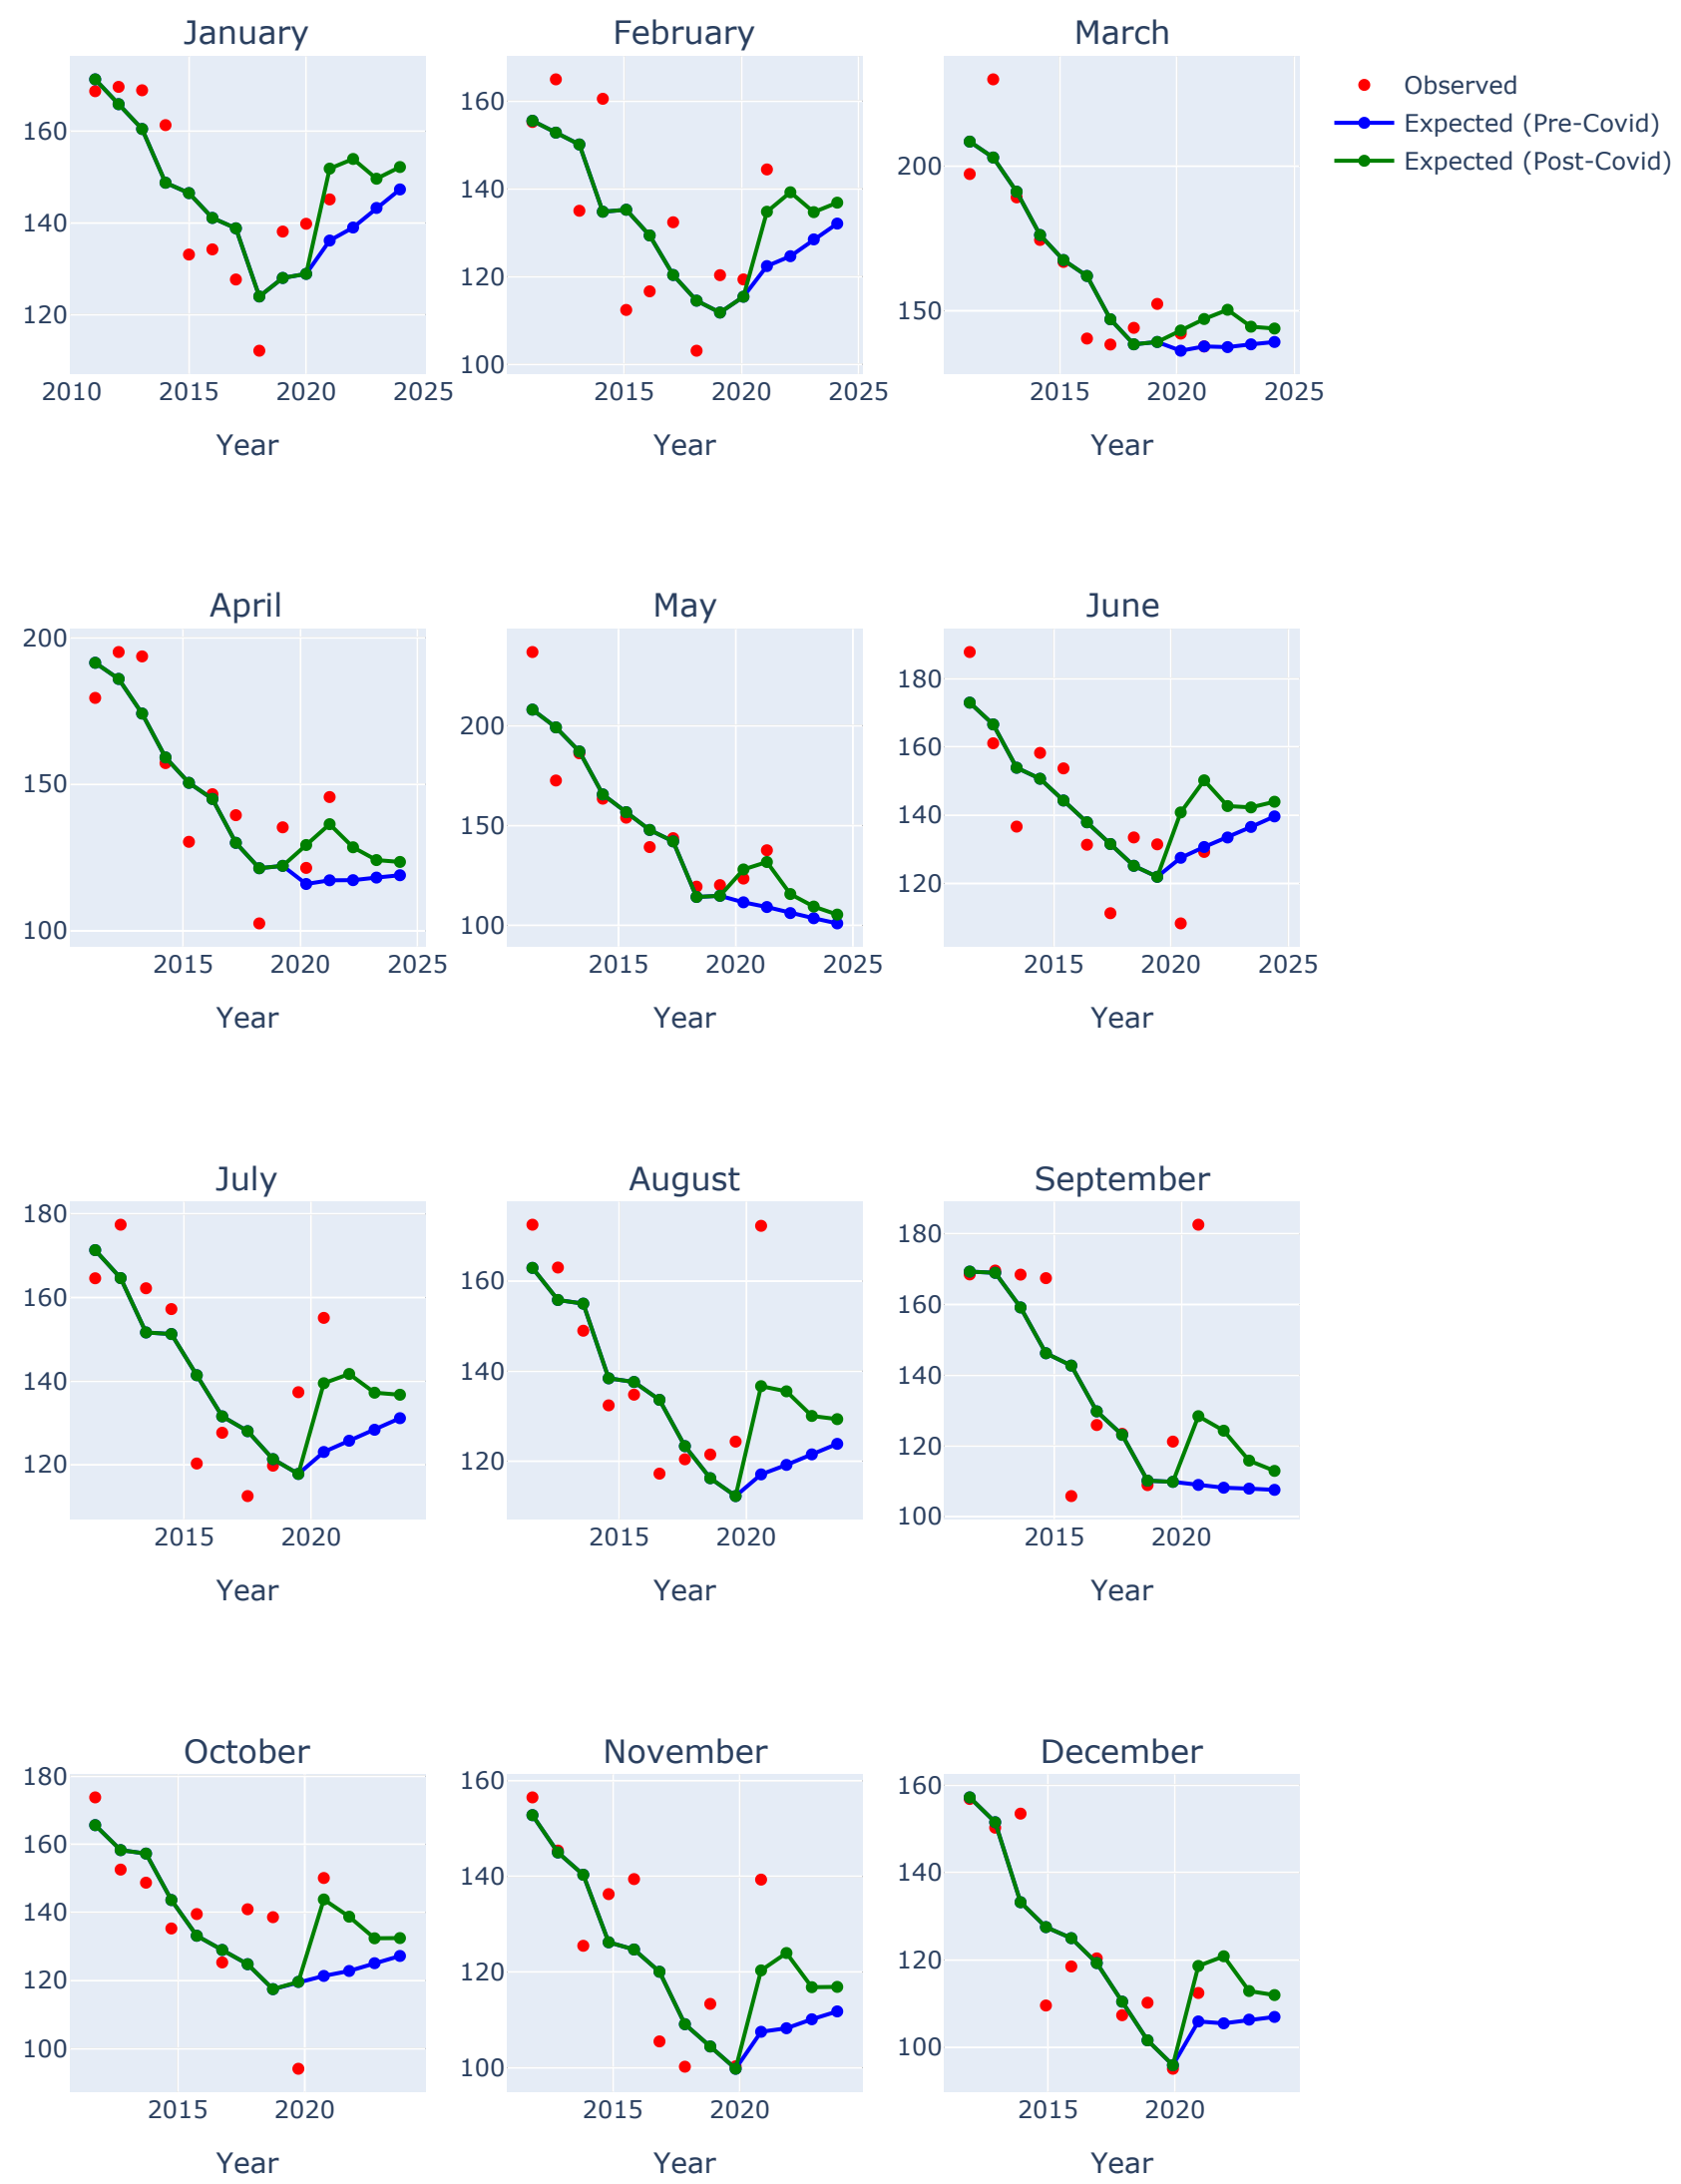 January February March
160
140
120
2010 2015 2020 2025
Year
160
140
120
100
2015 2020 2025
Year
200
150
2015 2020 2025
Year
Observed
Expected (Pre-Covid)
Expected (Post-Covid)
April May June
200
150
100
2015 2020 2025
Year
200
150
100
2015 2020 2025
Year
180
160
140
120
2015 2020 2025
Year
July August September
180
160
140
120
2015 2020
Year
160
140
120
2015 2020
Year
180
160
140
120
100
2015 2020
Year
October November December
180
160
140
120
100
2015 2020
Year
160
140
120
100
2015 2020
Year
160
140
120
100
2015 2020
Year